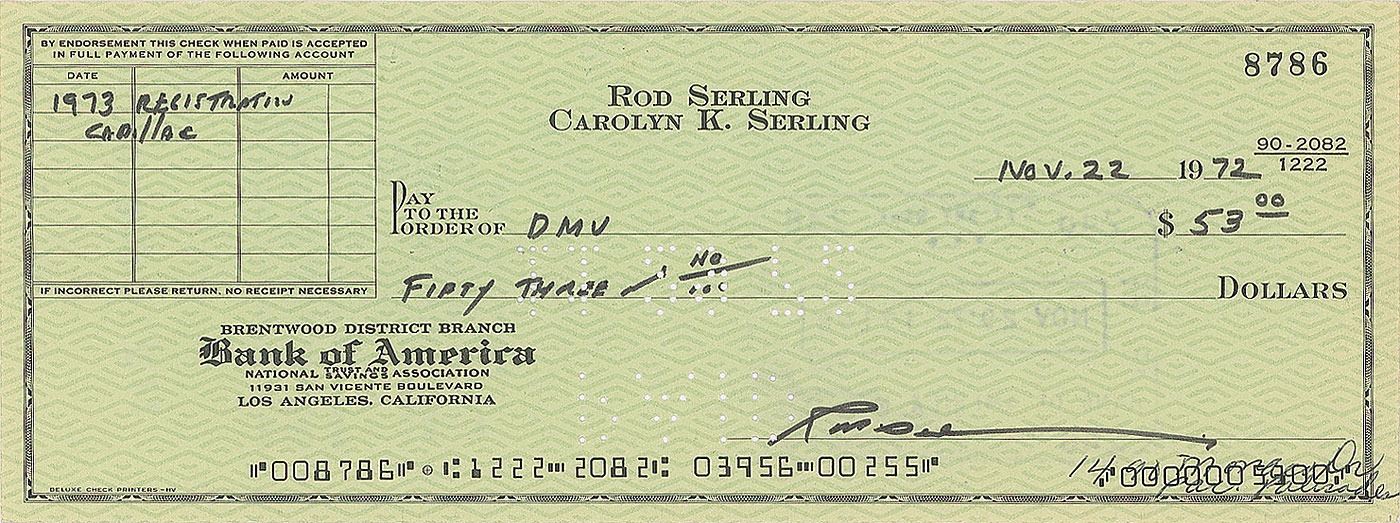 BY ENDORSEMENT THIS CHECK WHEN PAID IS ACCEPTED
IN FULL PAYMENT OF THE FOLLOWING ACCOUNT
DATE AMOUNT
1973 REGISTRATION
CADILLAC
IF INCORRECT PLEASE RETURN. NO RECEIPT NECESSARY
8786
ROD SERLING
CAROLYN K. SERLING
90-2082
1222
NOV. 22 1972
PAY
TO THE
ORDER OF DMV $ 53 00
FIFTY THREE NO DOLLARS
BRENTWOOD DISTRICT BRANCH
Bank of America
NATIONAL TRUST AND SAVINGS ASSOCIATION
11931 SAN VICENTE BOULEVARD
LOS ANGELES, CALIFORNIA
⑈008786⑈ ⑆1222⑉2082⑆ 03956⑉00255⑈ ⑈0000005300⑈
DELUXE CHECK PRINTERS - HV